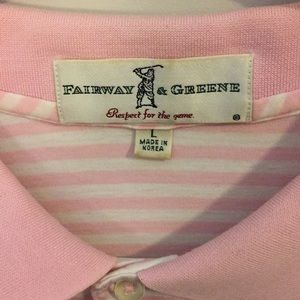 FAIRWAY & GREENE
Respect for the game.
®
L
MADE IN
KOREA